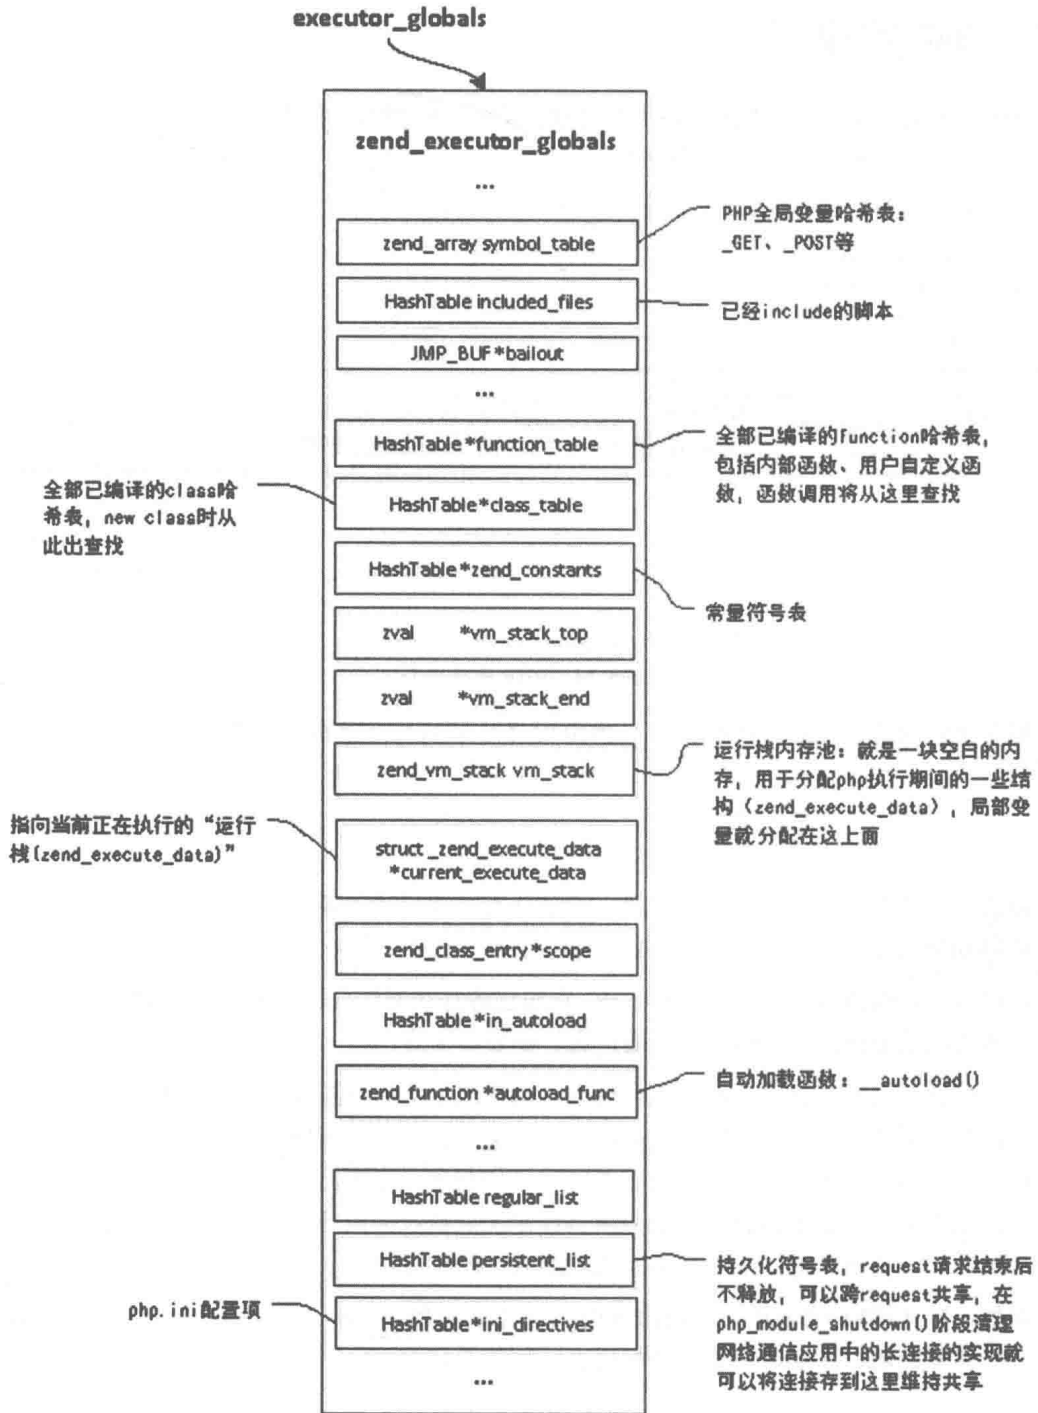 executor_globals
zend_executor_globals
...
zend_array symbol_table
PHP全局变量哈希表：
_GET、_POST等
HashTable included_files
已经include的脚本
JMP_BUF *bailout
...
HashTable *function_table
全部已编译的function哈希表，
包括内部函数、用户自定义函
数，函数调用将从这里查找
全部已编译的class哈
希表，new class时从
此出查找
HashTable *class_table
HashTable *zend_constants
常量符号表
zval *vm_stack_top
zval *vm_stack_end
zend_vm_stack vm_stack
运行栈内存池：就是一块空白的内
存，用于分配php执行期间的一些结
构（zend_execute_data），局部变
量就分配在这上面
指向当前正在执行的“运行
栈(zend_execute_data)”
struct _zend_execute_data
*current_execute_data
zend_class_entry *scope
HashTable *in_autoload
zend_function *autoload_func
自动加载函数：__autoload()
...
HashTable regular_list
HashTable persistent_list
持久化符号表，request请求结束后
不释放，可以跨request共享，在
php_module_shutdown()阶段清理
网络通信应用中的长连接的实现就
可以将连接存到这里维持共享
php.ini配置项
HashTable *ini_directives
...